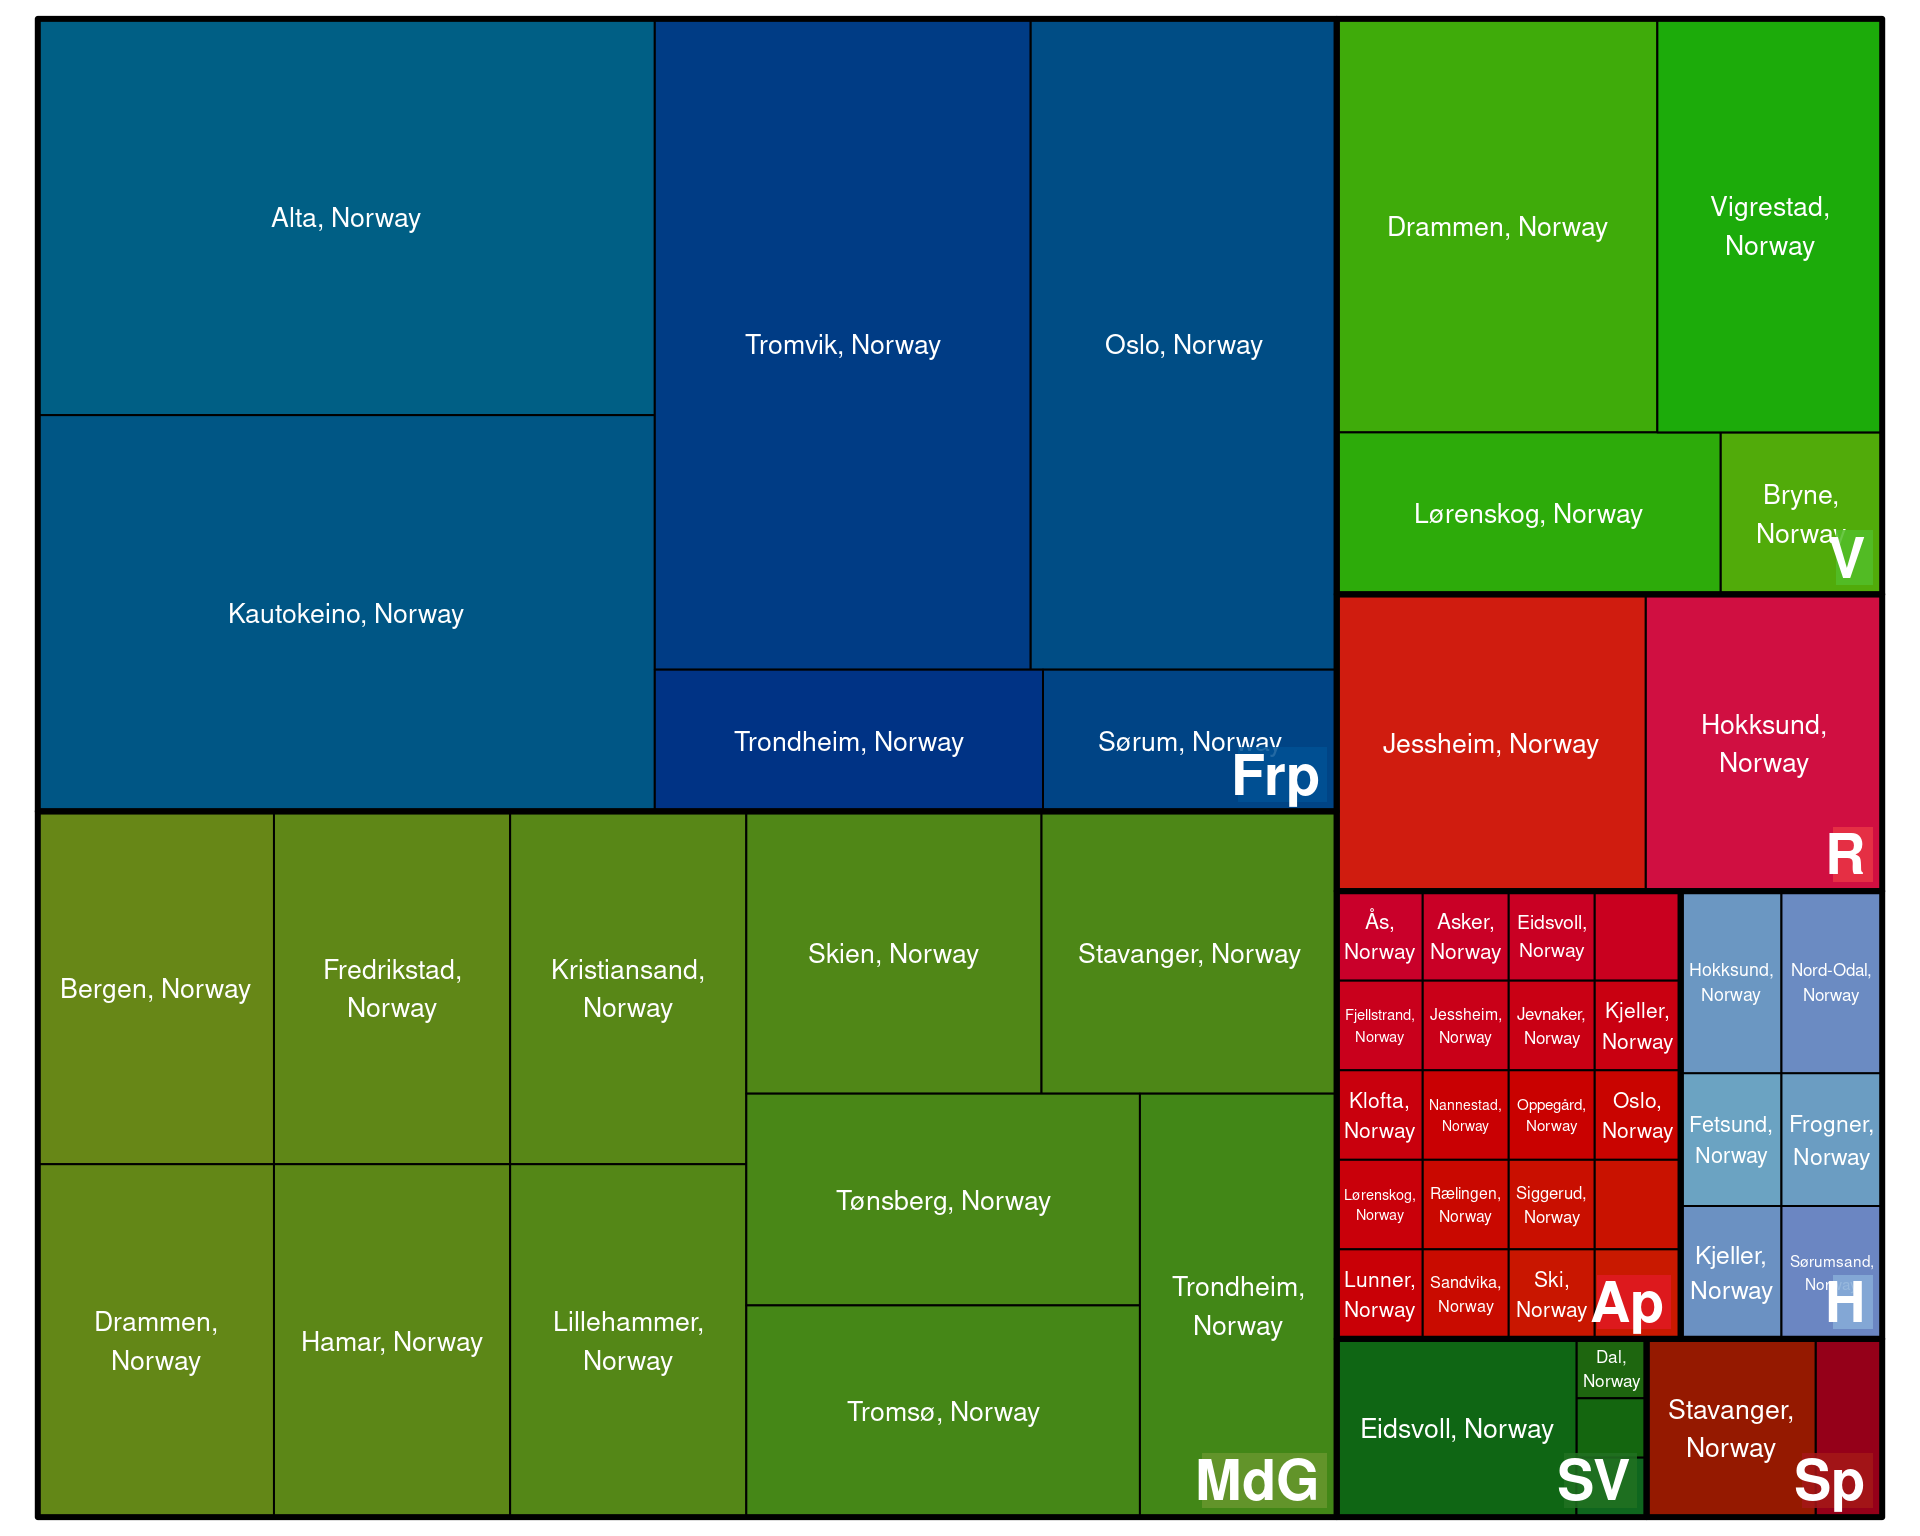 Alta, Norway
Kautokeino, Norway
Tromvik, Norway
Oslo, Norway
Trondheim, Norway
Sørum, Norway
Frp
Bergen, Norway
Fredrikstad,
Norway
Kristiansand,
Norway
Drammen,
Norway
Hamar, Norway
Lillehammer,
Norway
Skien, Norway
Stavanger, Norway
Tønsberg, Norway
Tromsø, Norway
Trondheim,
Norway
MdG
Drammen, Norway
Vigrestad,
Norway
Lørenskog, Norway
Bryne,
Norway
V
Jessheim, Norway
Hokksund,
Norway
R
Ås,
Norway
Asker,
Norway
Eidsvoll,
Norway
Fjellstrand,
Norway
Jessheim,
Norway
Jevnaker,
Norway
Kjeller,
Norway
Kløfta,
Norway
Nannestad,
Norway
Oppegård,
Norway
Oslo,
Norway
Lørenskog,
Norway
Rælingen,
Norway
Siggerud,
Norway
Lunner,
Norway
Sandvika,
Norway
Ski,
Norway
Ap
Hokksund,
Norway
Nord-Odal,
Norway
Fetsund,
Norway
Frogner,
Norway
Kjeller,
Norway
Sørumsand,
Norway
H
Eidsvoll, Norway
Dal,
Norway
SV
Stavanger,
Norway
Sp